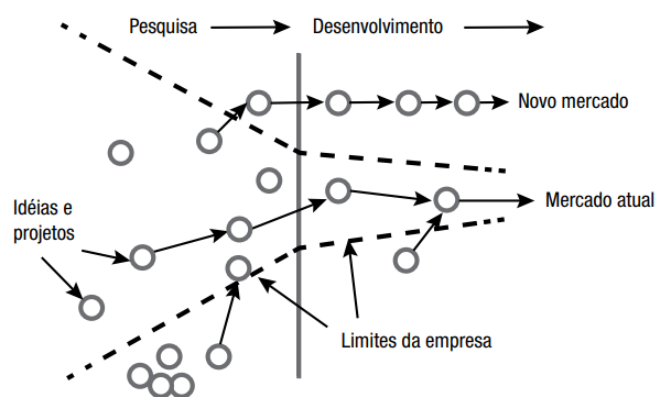 Pesquisa
Desenvolvimento
Novo mercado
Mercado atual
Idéias e
projetos
Limites da empresa